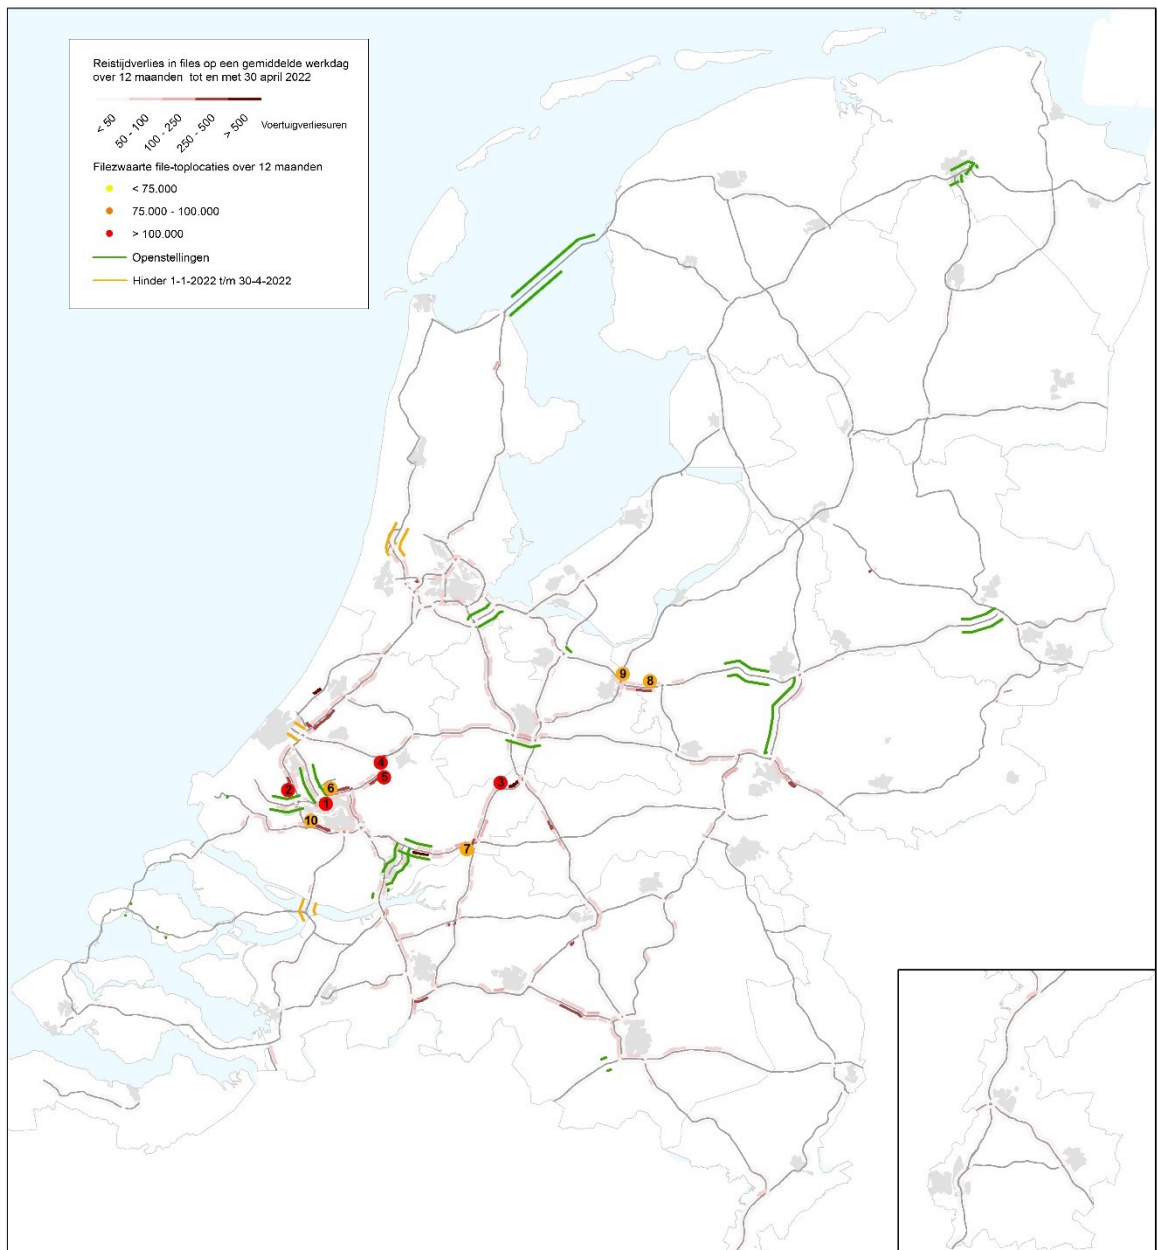 Reistijdverlies in files op een gemiddelde werkdag
over 12 maanden tot en met 30 april 2022
< 50
50 - 100
100 - 250
250 - 500
> 500
Voertuigverliesuren
Filezwaarte file-toplocaties over 12 maanden
< 75.000
75.000 - 100.000
> 100.000
Openstellingen
Hinder 1-1-2022 t/m 30-4-2022
9
8
4
5
3
2
6
1
10
7